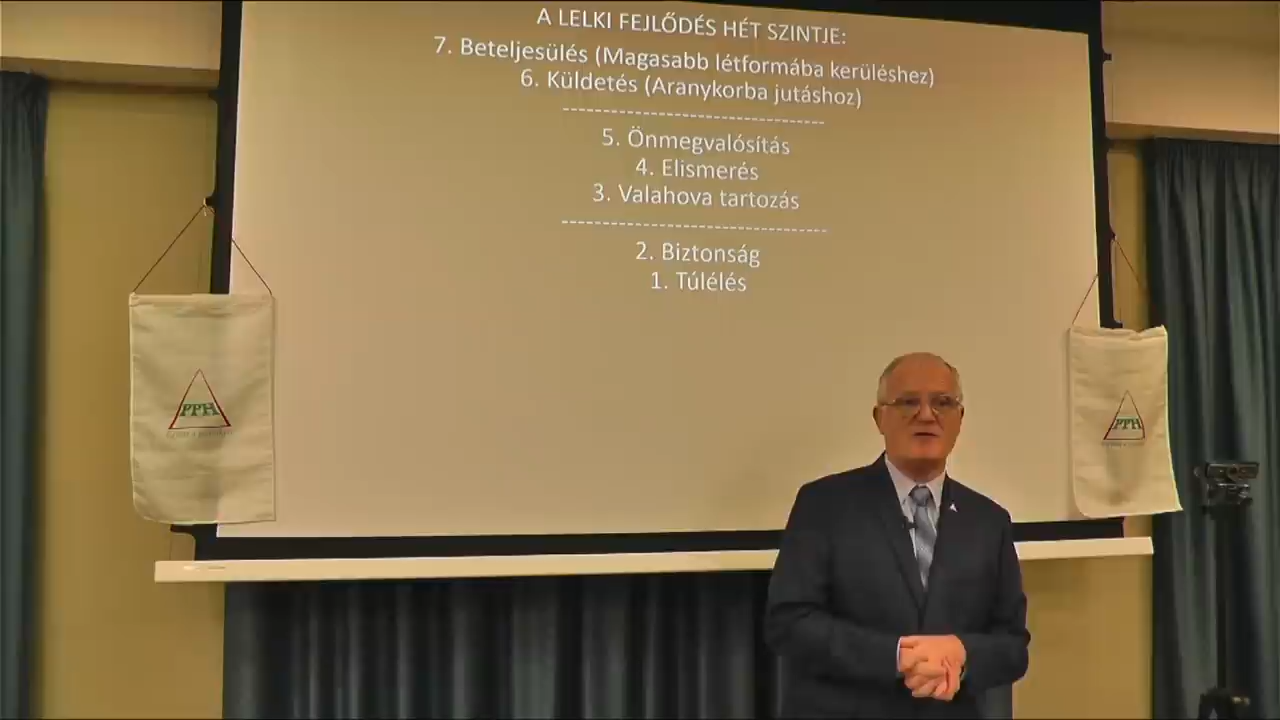 A LELKI FEJLŐDÉS HÉT SZINTJE:
7. Beteljesülés (Magasabb létformába kerüléshez)
6. Küldetés (Aranykorba jutáshoz)
---------------------------------
5. Önmegvalósítás
4. Elismerés
3. Valahova tartozás
---------------------------------
2. Biztonság
1. Túlélés
PPH
PPH